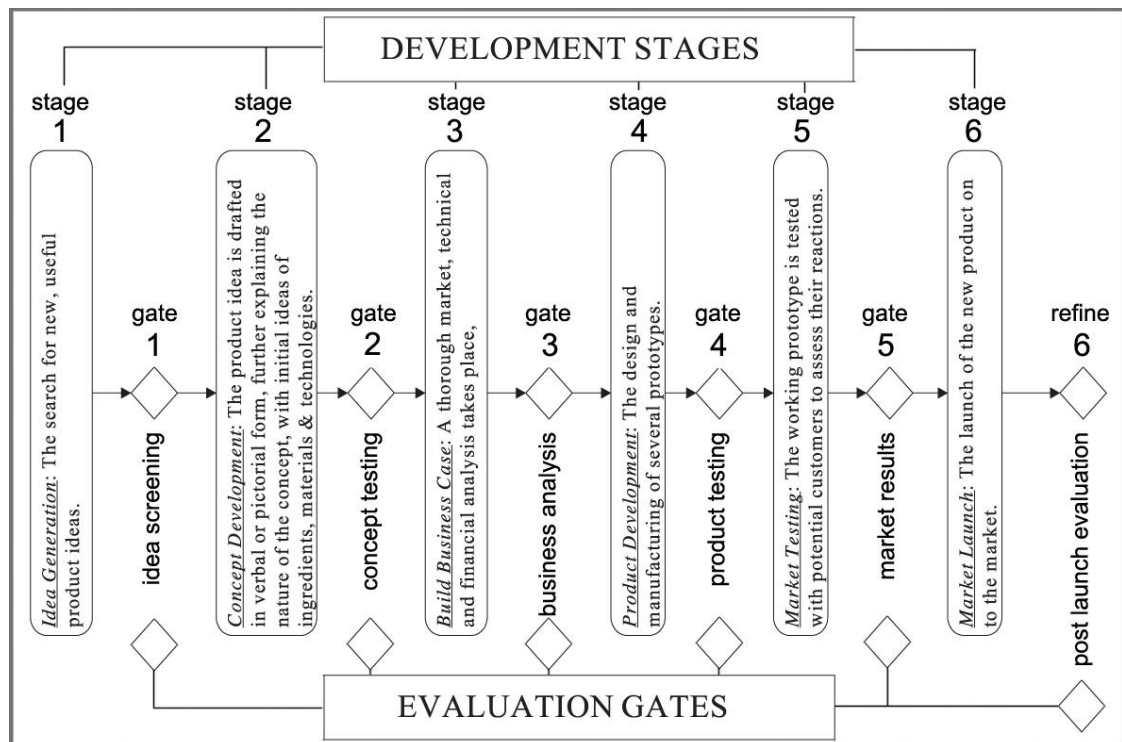 DEVELOPMENT STAGES
stage
1
stage
2
stage
3
stage
4
stage
5
stage
6
Idea Generation: The search for new, useful
product ideas.
gate
1
idea screening
Concept Development: The product idea is drafted
in verbal or pictorial form, further explaining the
nature of the concept, with initial ideas of
ingredients, materials & technologies.
gate
2
concept testing
Build Business Case: A thorough market, technical
and financial analysis takes place,
gate
3
business analysis
Product Development: The design and
manufacturing of several prototypes.
gate
4
product testing
Market Testing: The working prototype is tested
with potential customers to assess their reactions.
gate
5
market results
Market Launch: The launch of the new product on
to the market.
refine
6
post launch evaluation
EVALUATION GATES